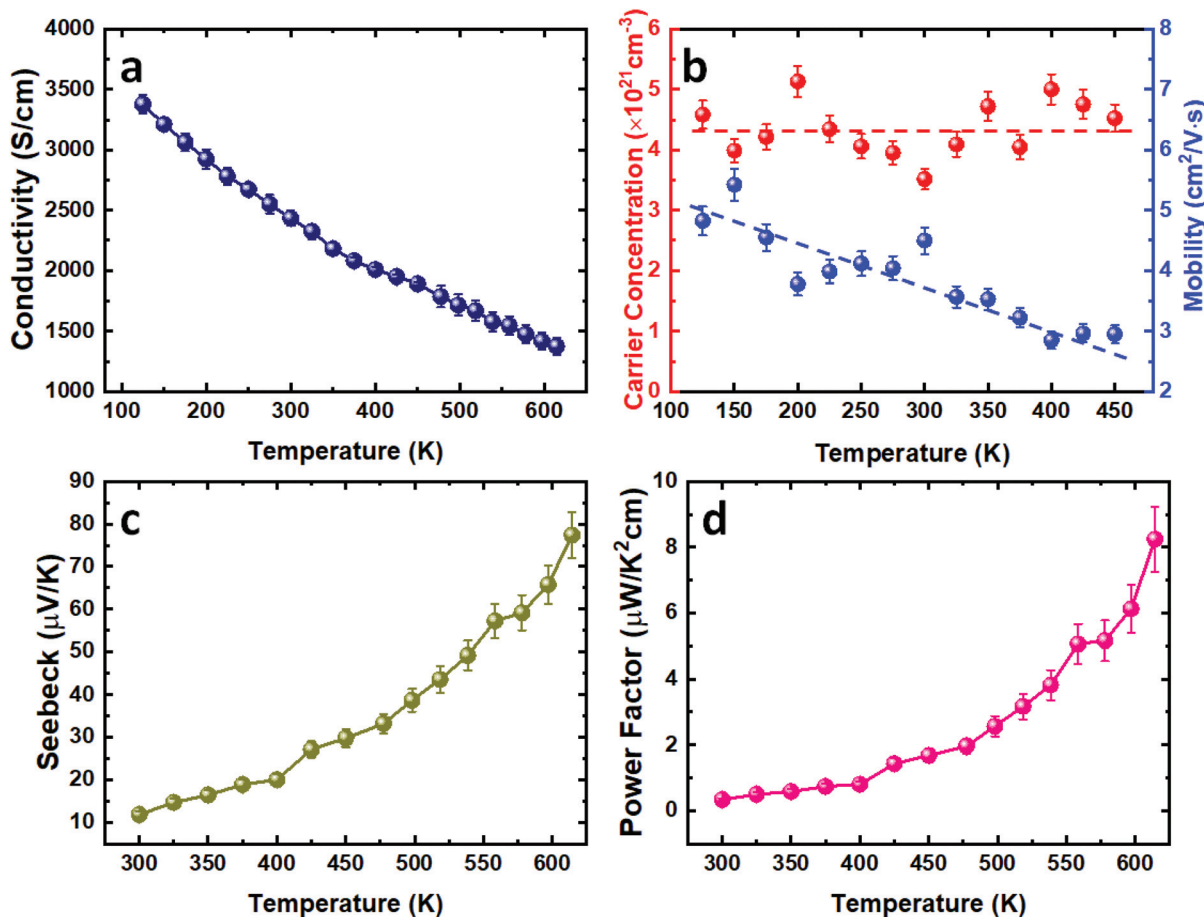 a
4000
3500
3000
2500
2000
1500
1000
Conductivity (S/cm)
100 200 300 400 500 600
Temperature (K)
b
6
5
4
3
2
1
0
Carrier Concentration (×10²¹cm⁻³)
8
7
6
5
4
3
2
Mobility (cm²/V·s)
100 150 200 250 300 350 400 450
Temperature (K)
c
90
80
70
60
50
40
30
20
10
Seebeck (μV/K)
300 350 400 450 500 550 600
Temperature (K)
d
10
8
6
4
2
0
Power Factor (μW/K²cm)
300 350 400 450 500 550 600
Temperature (K)